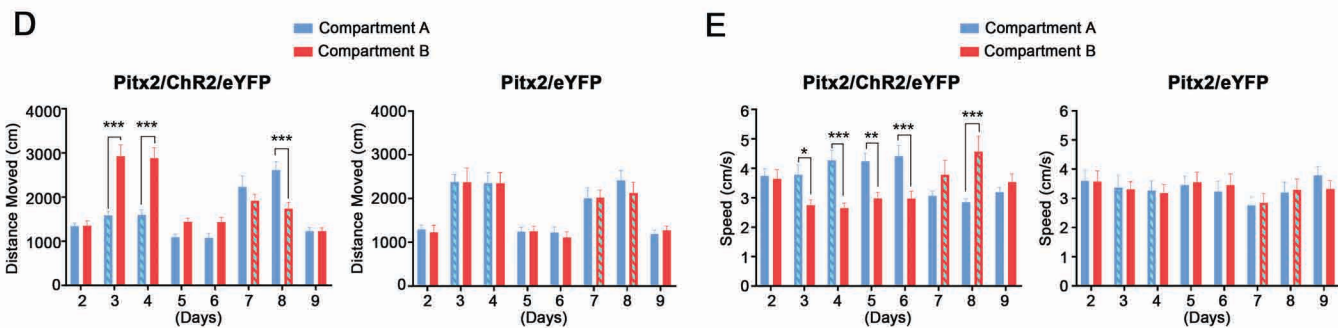 D
Compartment A
Compartment B
Pitx2/ChR2/eYFP
Distance Moved (cm)
4000
3000
2000
1000
0
*** *** ***
2 3 4 5 6 7 8 9
(Days)
Pitx2/eYFP
Distance Moved (cm)
4000
3000
2000
1000
0
2 3 4 5 6 7 8 9
(Days)
E
Compartment A
Compartment B
Pitx2/ChR2/eYFP
Speed (cm/s)
6
5
4
3
2
1
0
* *** ** *** ***
2 3 4 5 6 7 8 9
(Days)
Pitx2/eYFP
Speed (cm/s)
6
5
4
3
2
1
0
2 3 4 5 6 7 8 9
(Days)